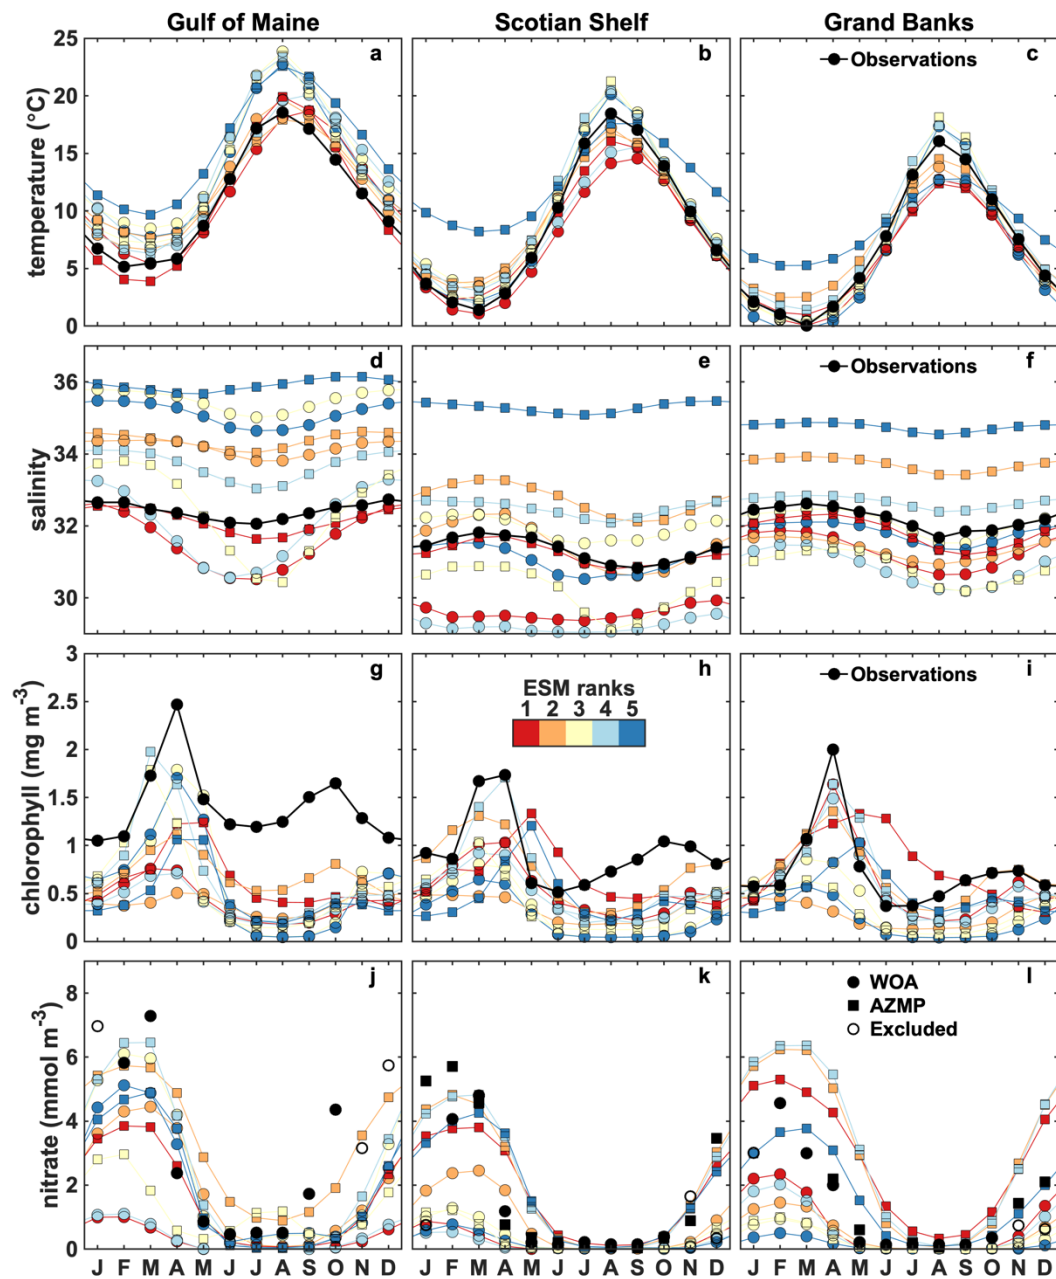 Gulf of Maine Scotian Shelf Grand Banks
25
20
15
10
5
0
temperature (°C)
a
b
c
Observations
36
34
32
30
salinity
d
e
f
Observations
3
2.5
2
1.5
1
0.5
0
chlorophyll (mg m-3)
g
h
i
Observations
ESM ranks
1 2 3 4 5
8
6
4
2
0
nitrate (mmol m-3)
j
k
l
WOA
AZMP
Excluded
J F M A M J J A S O N D J F M A M J J A S O N D J F M A M J J A S O N D